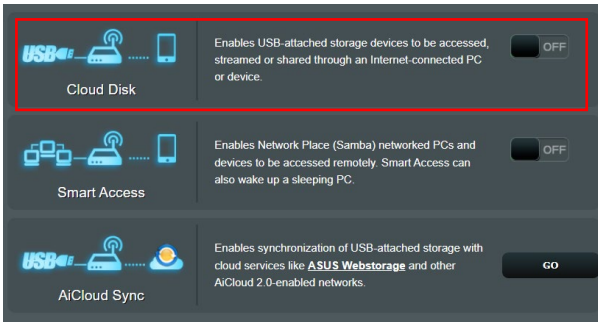 Enables USB-attached storage devices to be accessed,
streamed or shared through an Internet-connected PC
or device.
OFF
USB
Cloud Disk
Enables Network Place (Samba) networked PCs and
devices to be accessed remotely. Smart Access can
also wake up a sleeping PC.
OFF
Smart Access
Enables synchronization of USB-attached storage with
cloud services like ASUS Webstorage and other
AiCloud 2.0-enabled networks.
GO
USB
AiCloud Sync